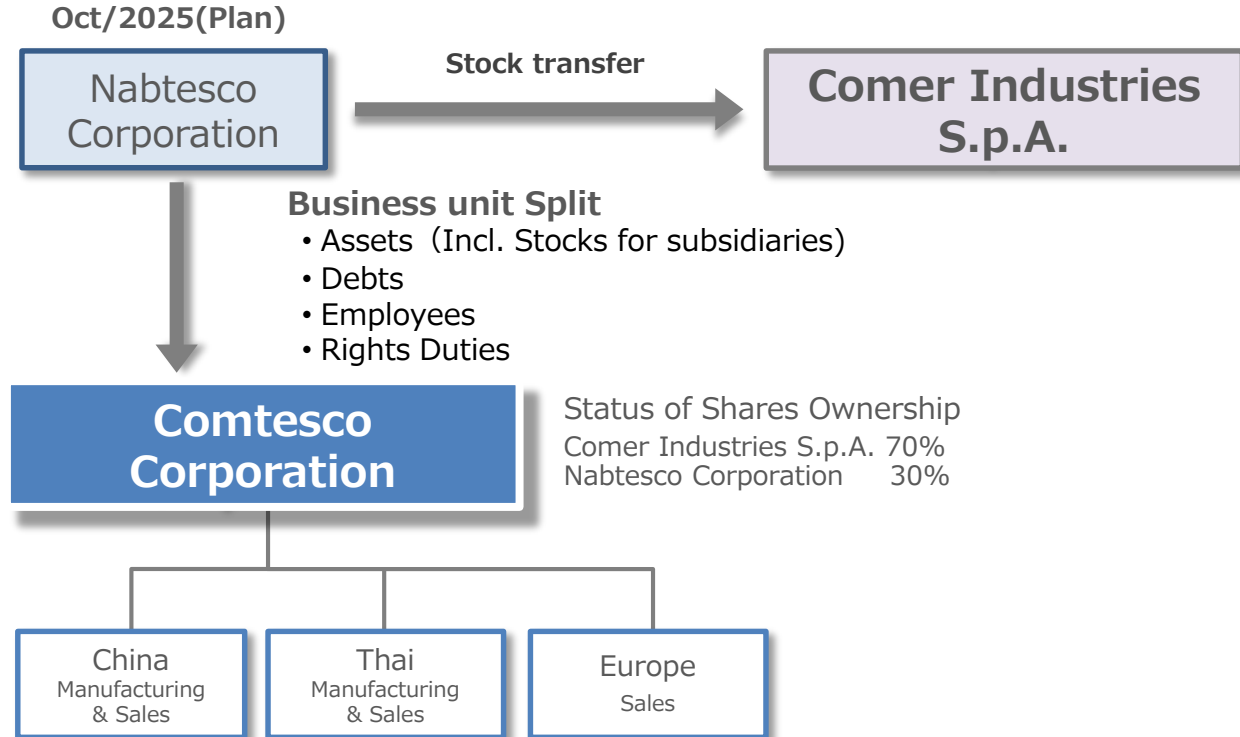 Oct/2025(Plan)
Nabtesco
Corporation
Stock transfer
Comer Industries
S.p.A.
Business unit Split
• Assets（Incl. Stocks for subsidiaries)
• Debts
• Employees
• Rights Duties
Comtesco
Corporation
Status of Shares Ownership
Comer Industries S.p.A. 70%
Nabtesco Corporation 30%
China
Manufacturing
& Sales
Thai
Manufacturing
& Sales
Europe
Sales